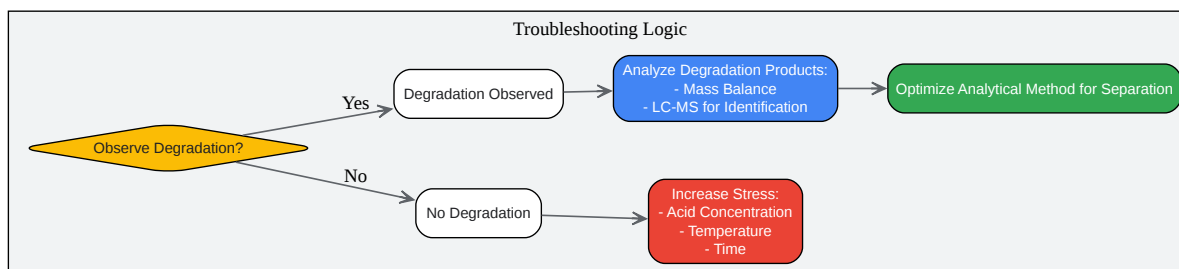 Troubleshooting Logic
Observe Degradation?
Yes
Degradation Observed
Analyze Degradation Products:
- Mass Balance
- LC-MS for Identification
Optimize Analytical Method for Separation
No
No Degradation
Increase Stress:
- Acid Concentration
- Temperature
- Time